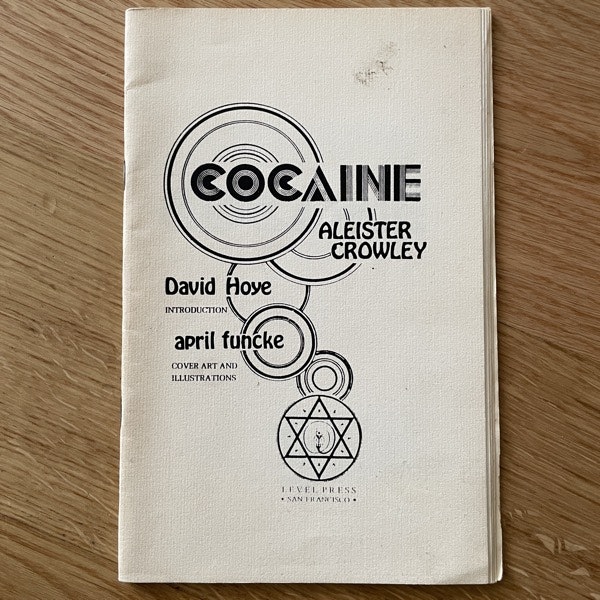 COCAINE
ALEISTER
CROWLEY
David Hoye
INTRODUCTION
april funcke
COVER ART AND
ILLUSTRATIONS
LEVEL PRESS
• SAN FRANCISCO •